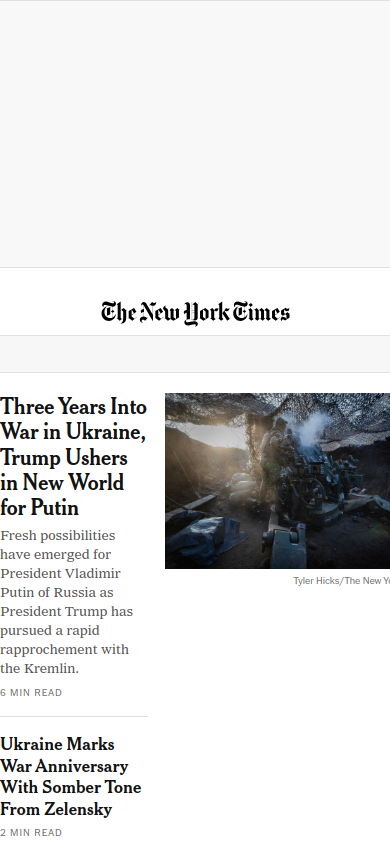 The New York Times
Three Years Into
War in Ukraine,
Trump Ushers
in New World
for Putin
Fresh possibilities
have emerged for
President Vladimir
Putin of Russia as
President Trump has
pursued a rapid
rapprochement with
the Kremlin.
6 MIN READ
Tyler Hicks/The New Yo
Ukraine Marks
War Anniversary
With Somber Tone
From Zelensky
2 MIN READ